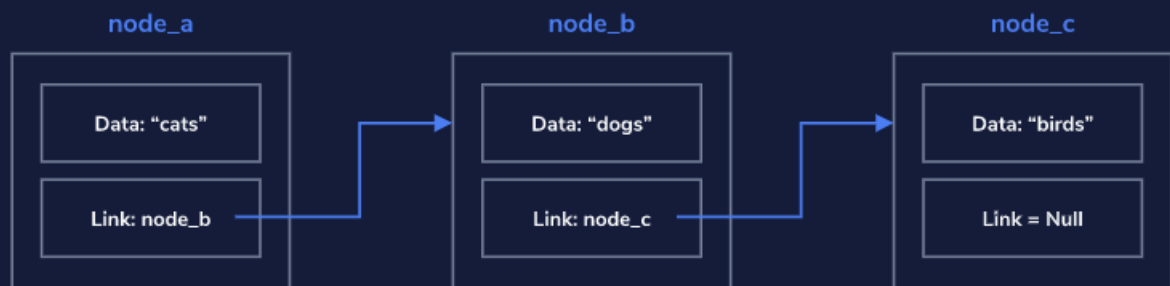 node_a
node_b
node_c
Data: “cats”
Data: “dogs”
Data: “birds”
Link: node_b
Link: node_c
Link = Null